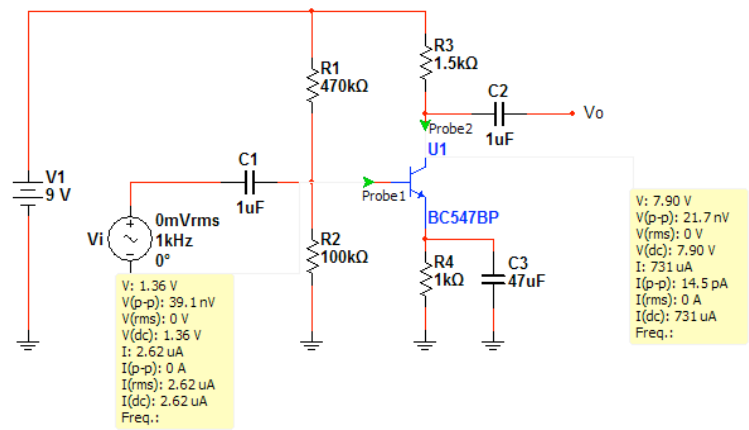 R1
470kΩ
R3
1.5kΩ
C2
1uF
Vo
Probe2
U1
V1
9 V
C1
1uF
Probe1
BC547BP
Vi
0mVrms
1kHz
0°
R2
100kΩ
R4
1kΩ
C3
47uF
V: 1.36 V
V(p-p): 39.1 nV
V(rms): 0 V
V(dc): 1.36 V
I: 2.62 uA
I(p-p): 0 A
I(rms): 2.62 uA
I(dc): 2.62 uA
Freq.:
V: 7.90 V
V(p-p): 21.7 nV
V(rms): 0 V
V(dc): 7.90 V
I: 731 uA
I(p-p): 14.5 pA
I(rms): 0 A
I(dc): 731 uA
Freq.: